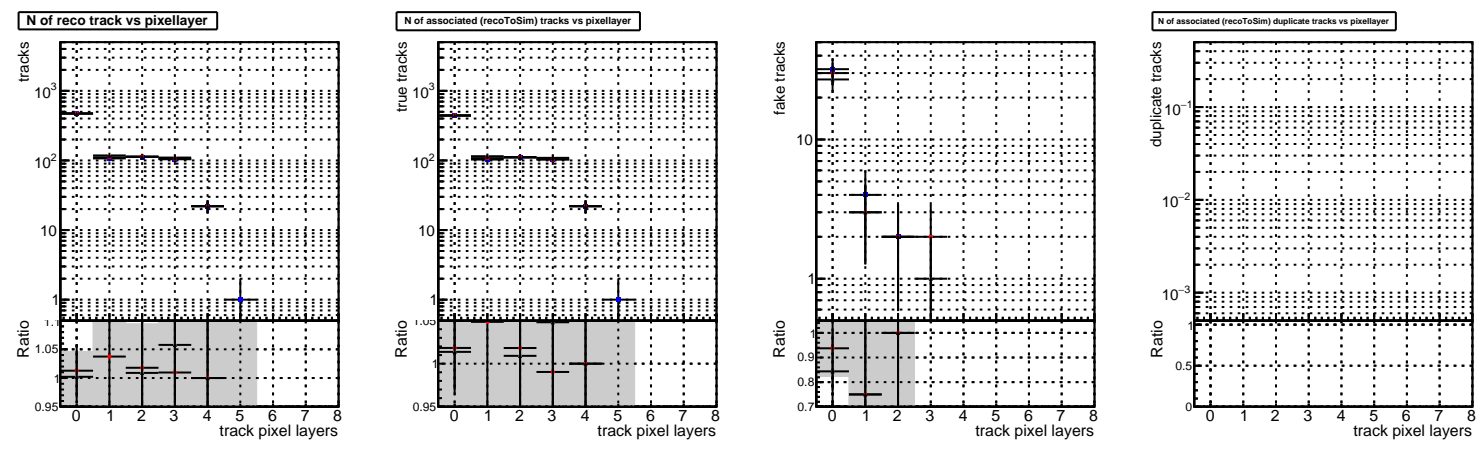 N of reco track vs pixellayer
tracks
10³
10²
10
1
Ratio
1.1
1.05
1
0.95
0 1 2 3 4 5 6 7 8
track pixel layers
N of associated (recoToSim) tracks vs pixellayer
true tracks
10³
10²
10
1
Ratio
1.05
1
0.95
0 1 2 3 4 5 6 7 8
track pixel layers
fake tracks
10
1
Ratio
1
0.9
0.8
0.7
0 1 2 3 4 5 6 7 8
track pixel layers
N of associated (recoToSim) duplicate tracks vs pixellayer
duplicate tracks
10⁻¹
10⁻²
10⁻³
Ratio
1
0.5
0
0 1 2 3 4 5 6 7 8
track pixel layers